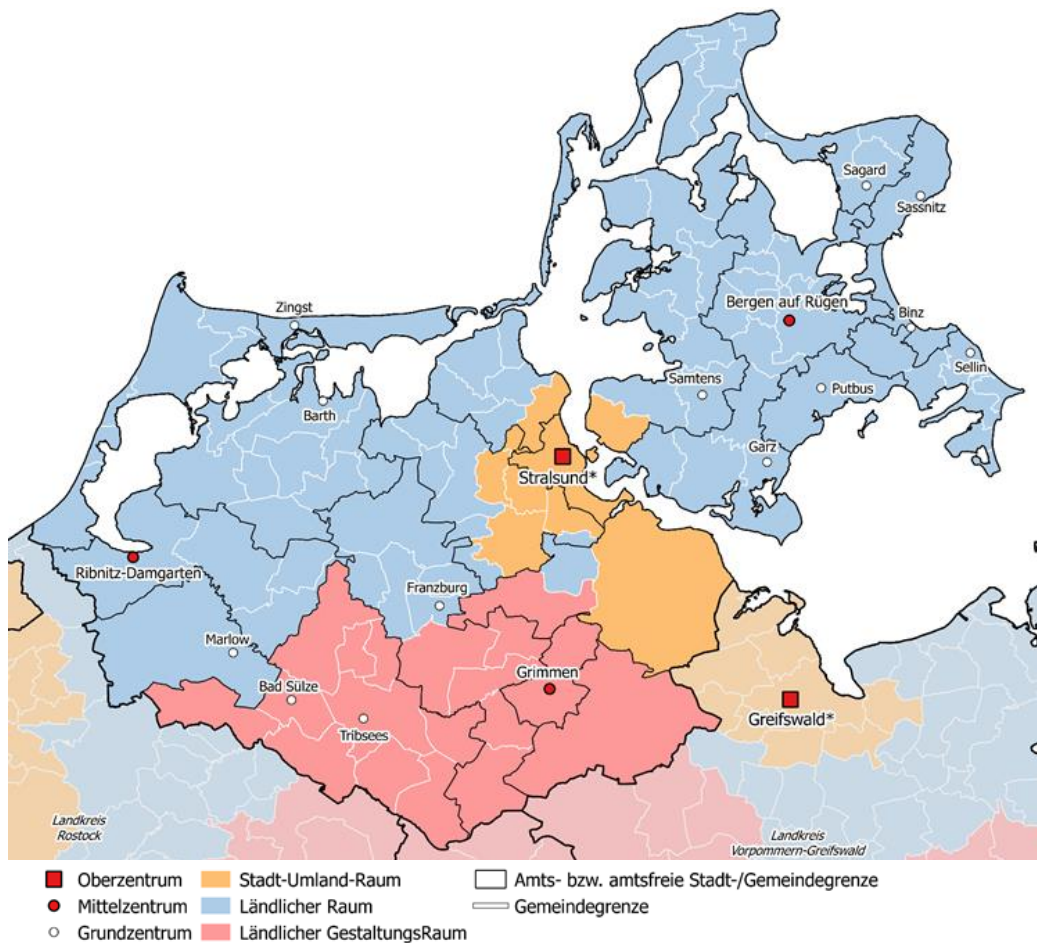 Sagard
Sassnitz
Zingst
Bergen auf Rügen
Binz
Sellin
Samtens
Putbus
Barth
Garz
Stralsund*
Ribnitz-Damgarten
Franzburg
Marlow
Grimmen
Bad Sülze
Tribsees
Greifswald*
Landkreis
Rostock
Landkreis
Vorpommern-Greifswald
Oberzentrum
Stadt-Umland-Raum
Amts- bzw. amtsfreie Stadt-/Gemeindegrenze
Mittelzentrum
Ländlicher Raum
Gemeindegrenze
Grundzentrum
Ländlicher GestaltungsRaum